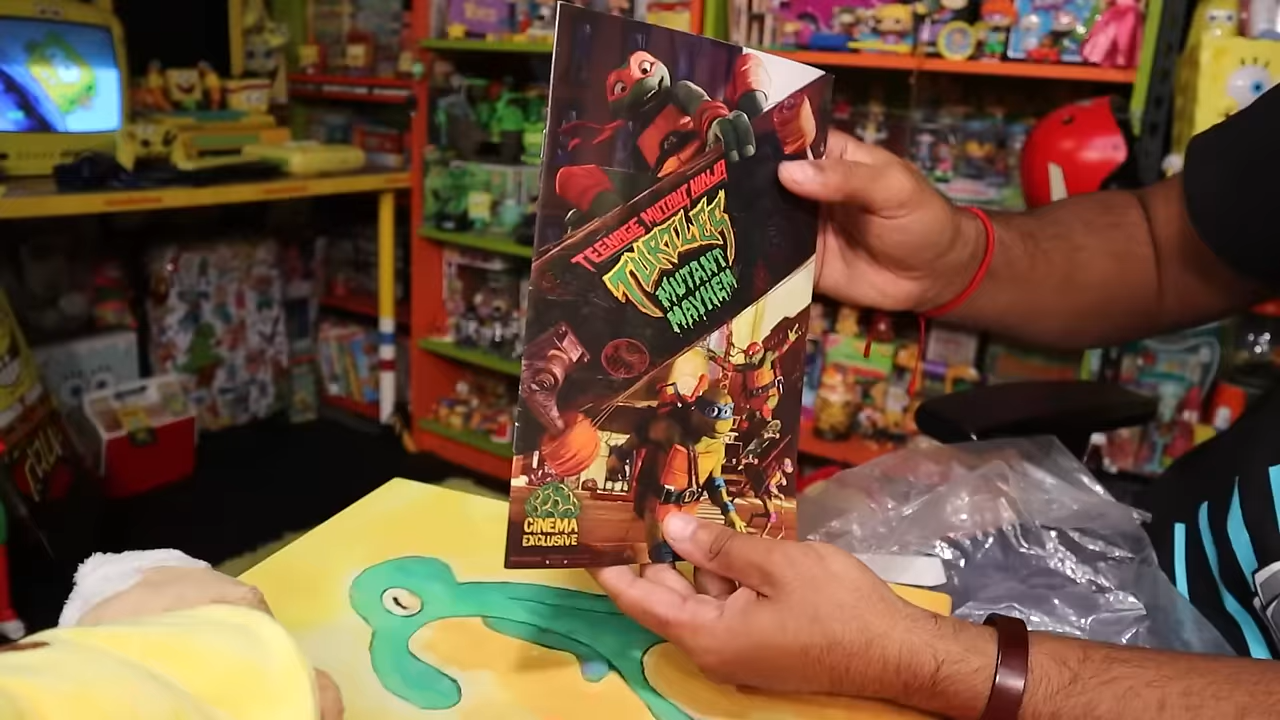 TEENAGE MUTANT NINJA
TURTLES
MUTANT
MAYHEM
CINEMA
EXCLUSIVE